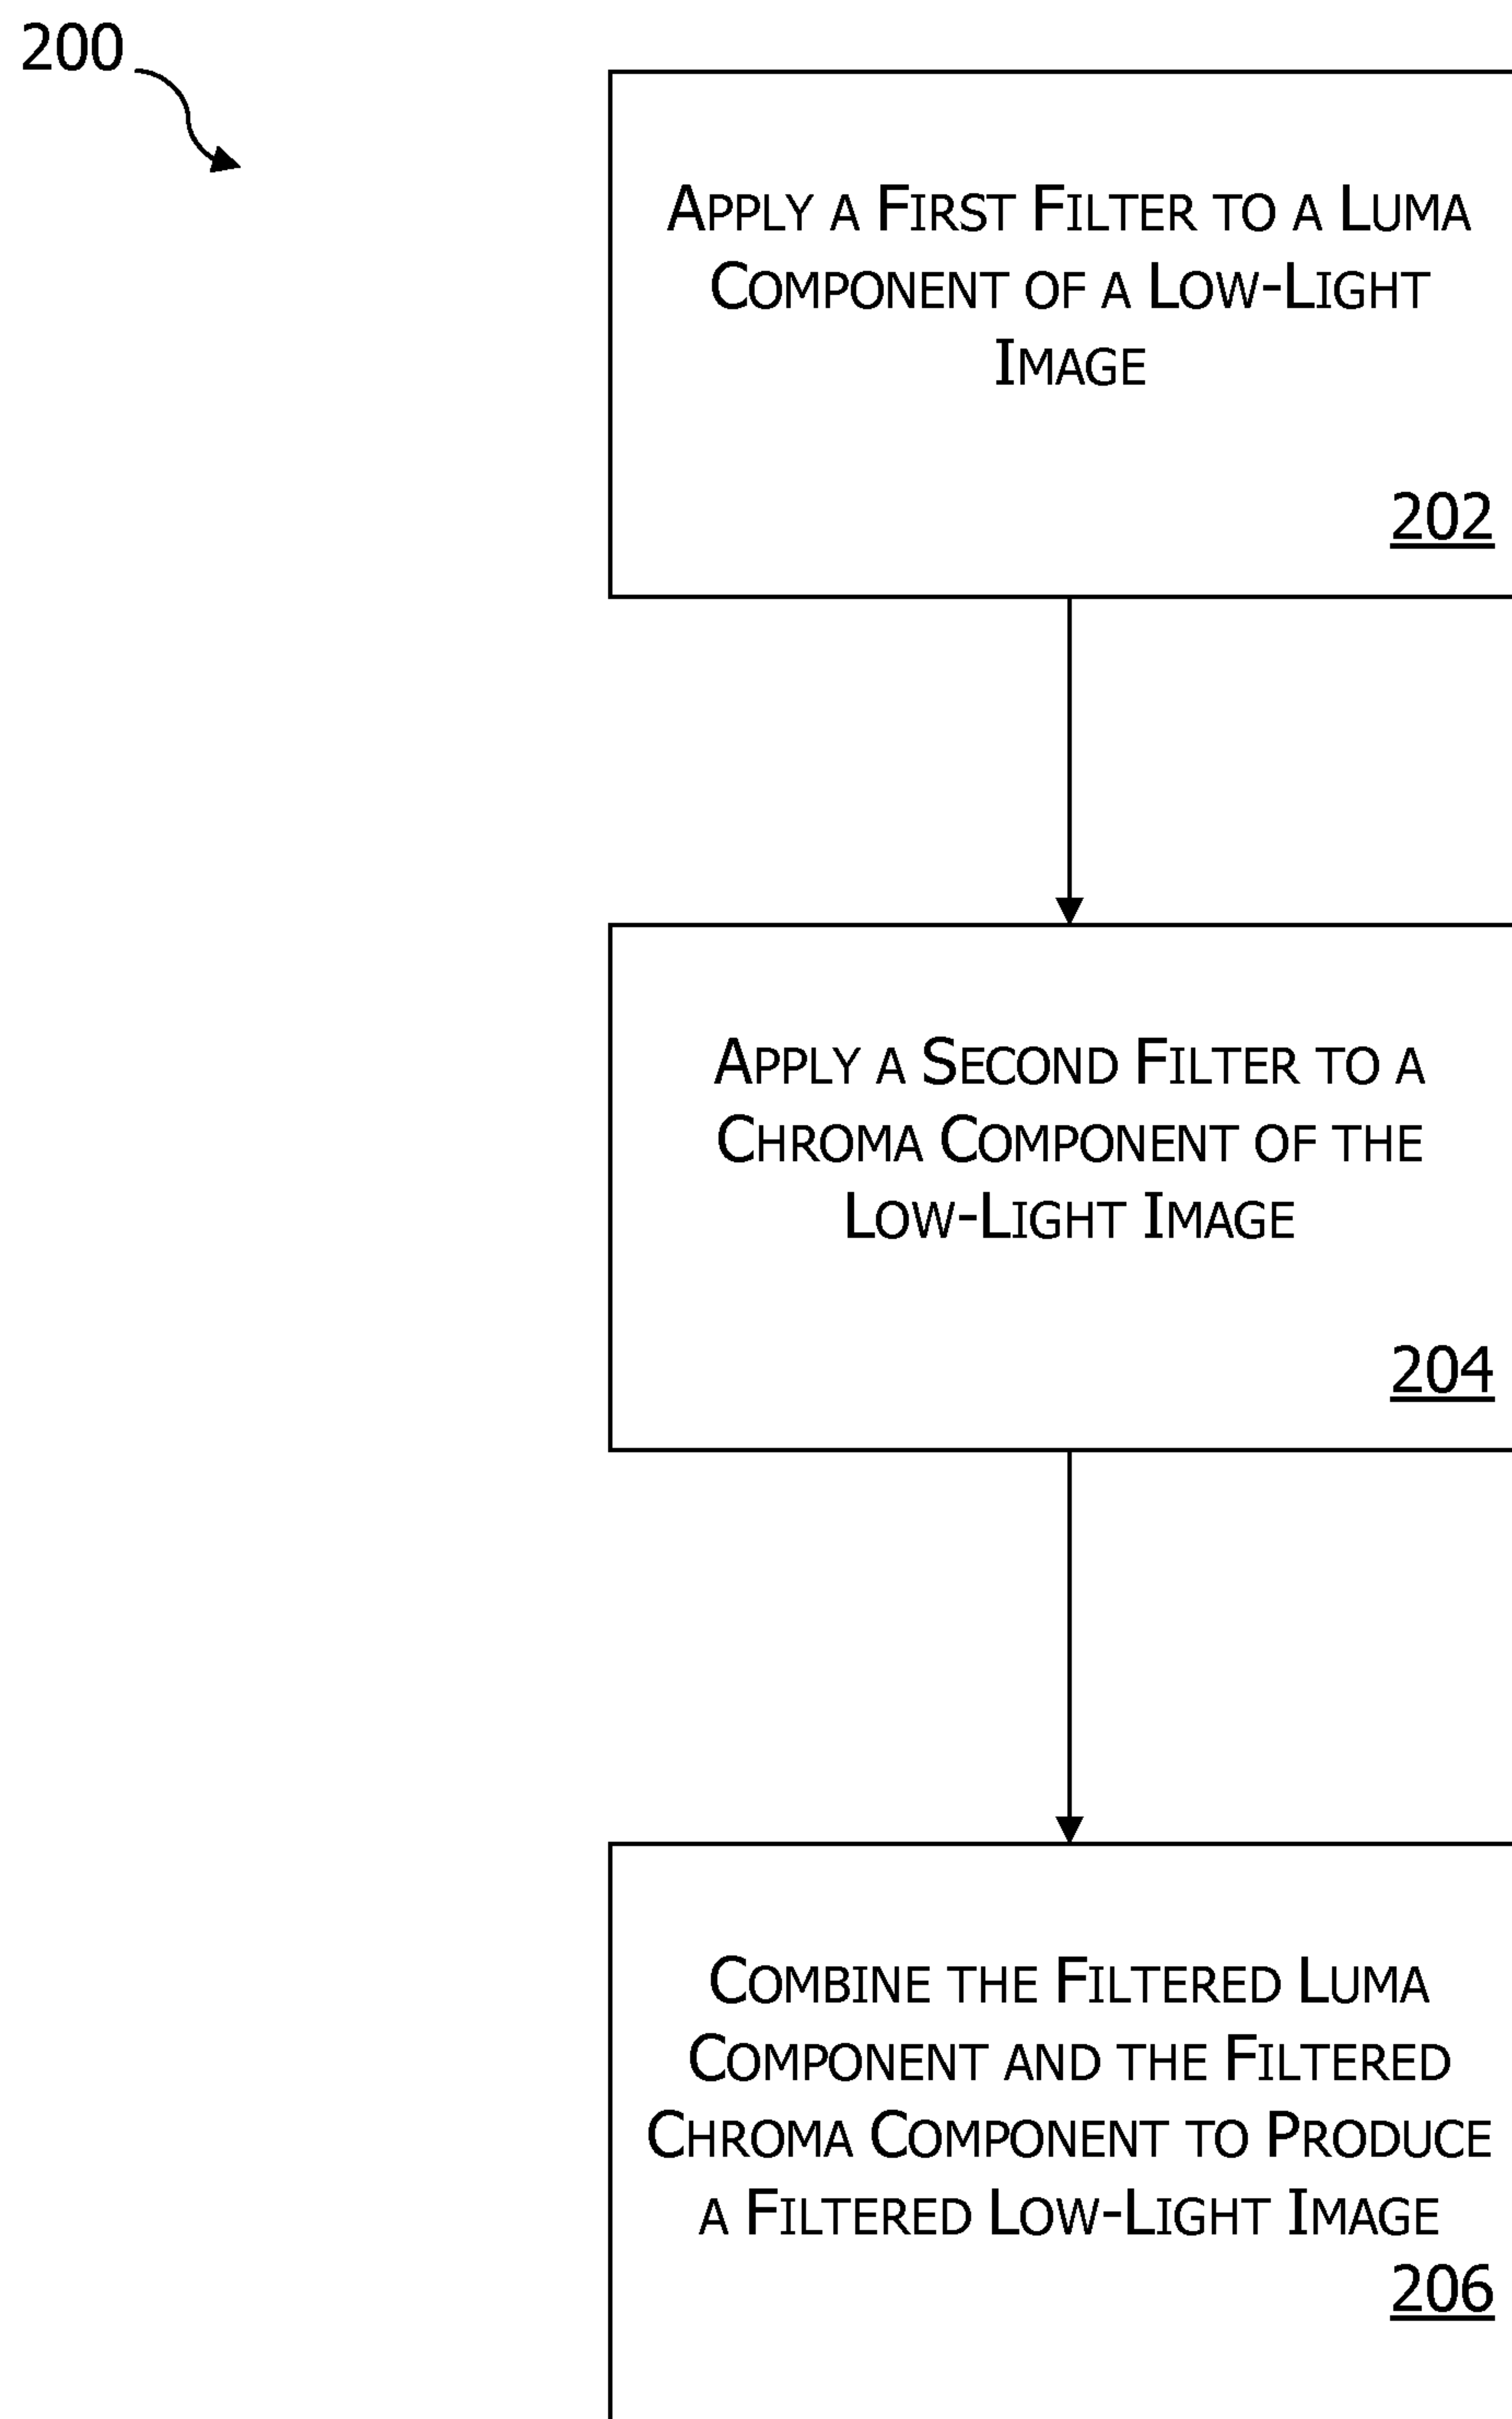 200
Apply a First Filter to a Luma
Component of a Low-Light
Image
202
Apply a Second Filter to a
Chroma Component of the
Low-Light Image
204
Combine the Filtered Luma
Component and the Filtered
Chroma Component to Produce
a Filtered Low-Light Image
206